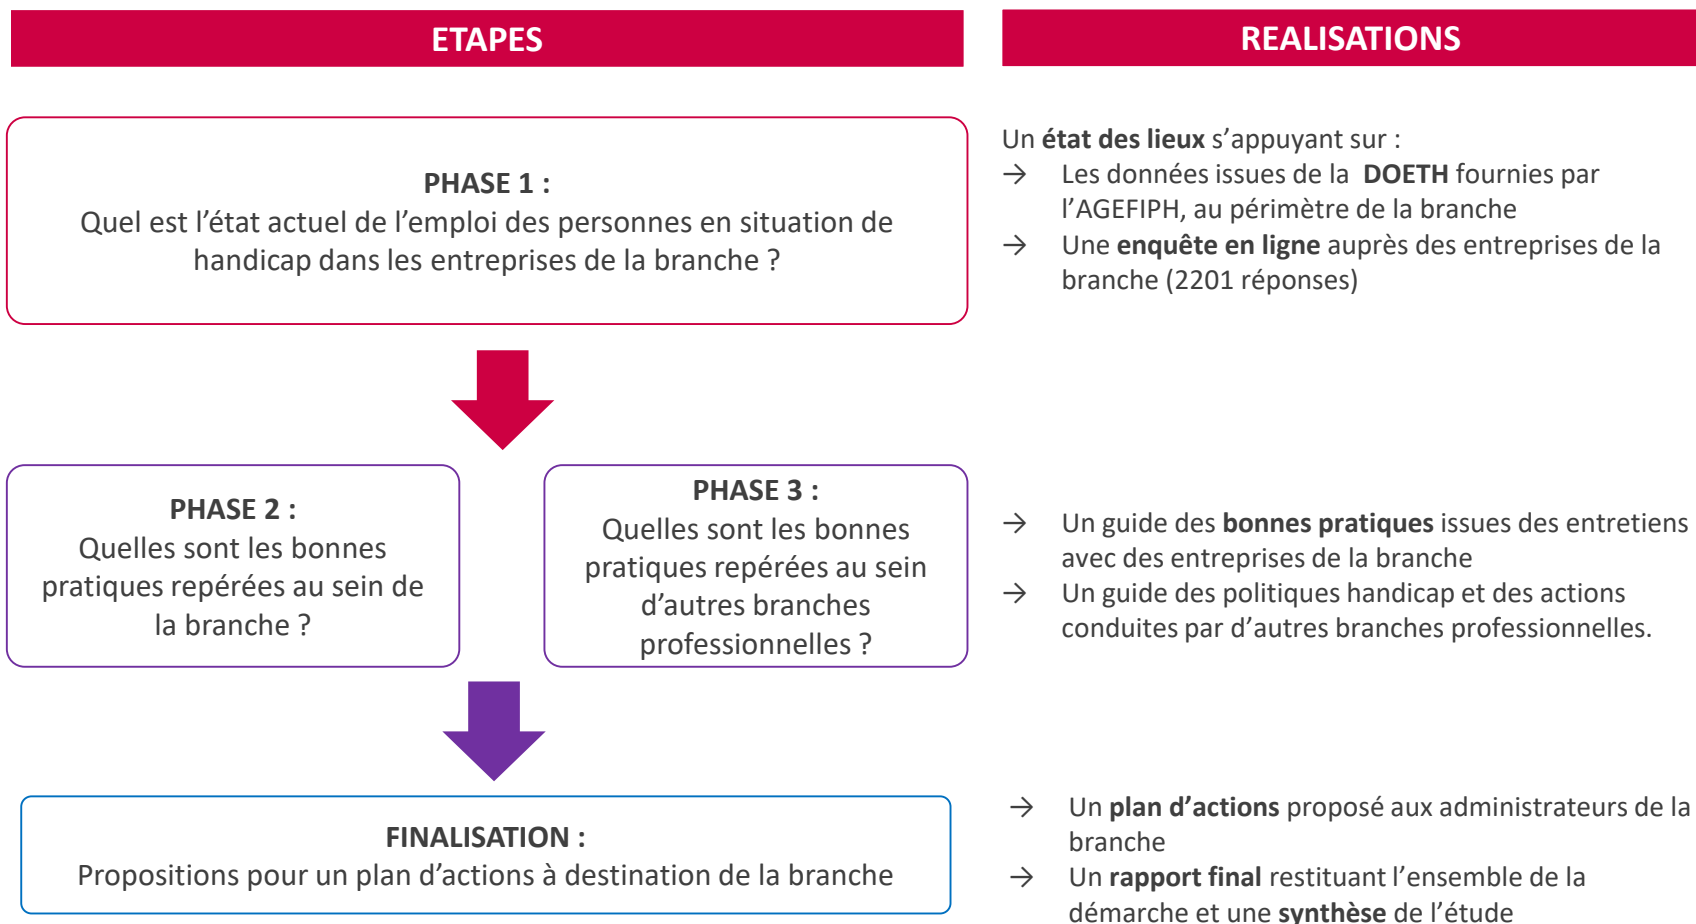 ETAPES
REALISATIONS
PHASE 1 :
Quel est l’état actuel de l’emploi des personnes en situation de
handicap dans les entreprises de la branche ?
Un état des lieux s’appuyant sur :
→ Les données issues de la DOETH fournies par
l’AGEFIPH, au périmètre de la branche
→ Une enquête en ligne auprès des entreprises de la
branche (2201 réponses)
PHASE 2 :
Quelles sont les bonnes
pratiques repérées au sein de
la branche ?
PHASE 3 :
Quelles sont les bonnes
pratiques repérées au sein
d’autres branches
professionnelles ?
→ Un guide des bonnes pratiques issues des entretiens
avec des entreprises de la branche
→ Un guide des politiques handicap et des actions
conduites par d’autres branches professionnelles.
FINALISATION :
Propositions pour un plan d’actions à destination de la branche
→ Un plan d’actions proposé aux administrateurs de la
branche
→ Un rapport final restituant l’ensemble de la
démarche et une synthèse de l’étude